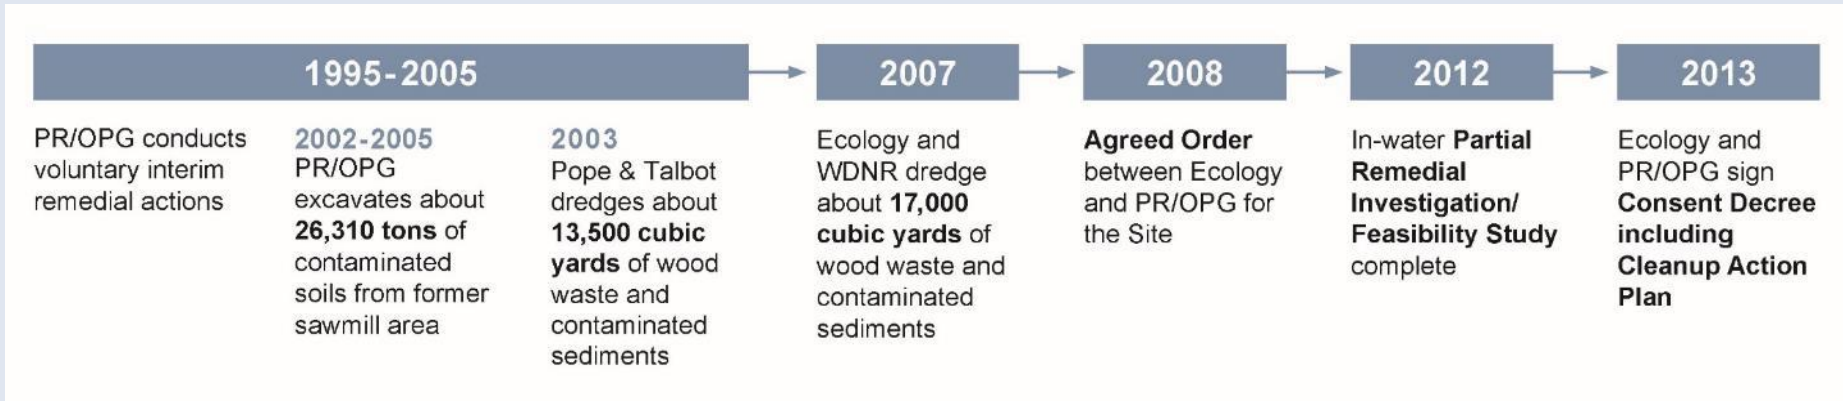 1995-2005
PR/OPG conducts
voluntary interim
remedial actions
2002-2005
PR/OPG
excavates about
26,310 tons of
contaminated
soils from former
sawmill area
2003
Pope & Talbot
dredges about
13,500 cubic
yards of wood
waste and
contaminated
sediments
2007
Ecology and
WDNR dredge
about 17,000
cubic yards of
wood waste and
contaminated
sediments
2008
Agreed Order
between Ecology
and PR/OPG for
the Site
2012
In-water Partial
Remedial
Investigation/
Feasibility Study
complete
2013
Ecology and
PR/OPG sign
Consent Decree
including
Cleanup Action
Plan